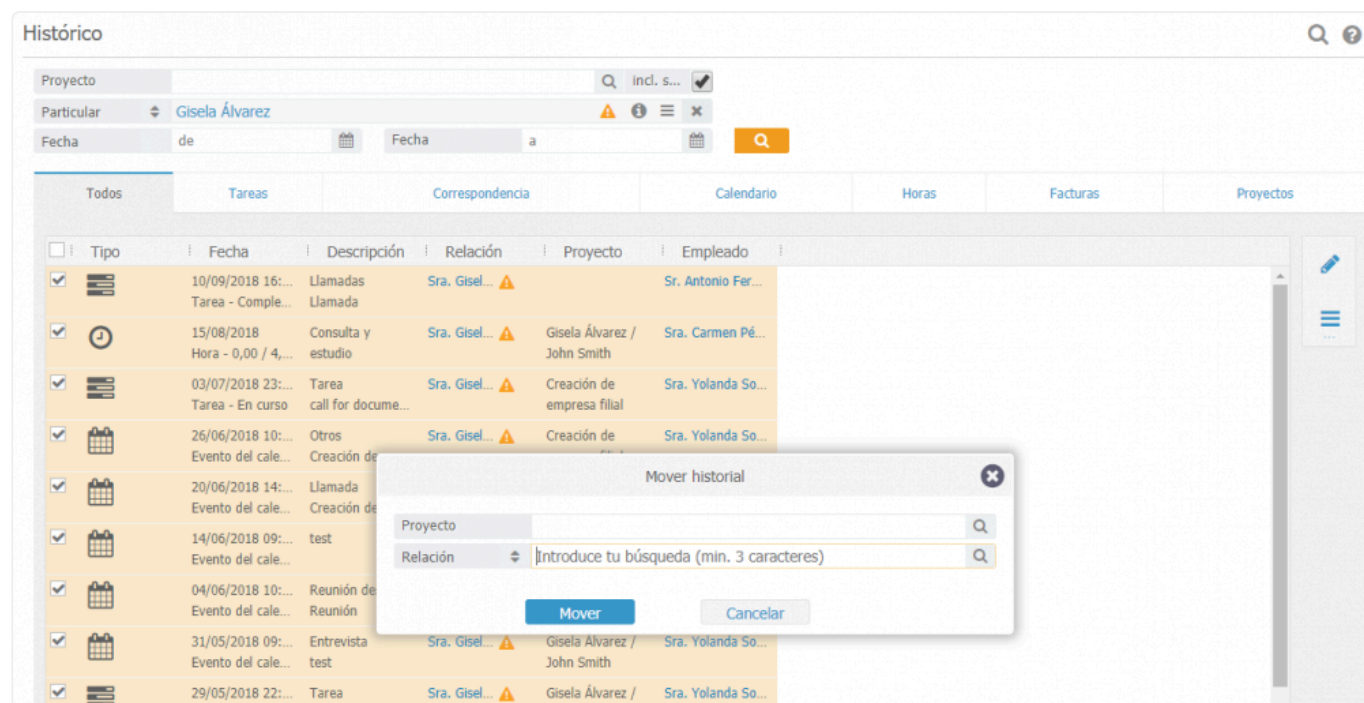 Histórico
Proyecto incl. s...
Particular Gisela Álvarez
Fecha de Fecha a
Todos Tareas Correspondencia Calendario Horas Facturas Proyectos
Tipo Fecha Descripción Relación Proyecto Empleado
10/09/2018 16:... Llamadas Sra. Gisel... Sr. Antonio Fer...
Tarea - Comple... Llamada
15/08/2018 Consulta y Sra. Gisel... Gisela Álvarez / Sra. Carmen Pé...
Hora - 0,00 / 4,... estudio John Smith
03/07/2018 23:... Tarea Sra. Gisel... Creación de Sra. Yolanda So...
Tarea - En curso call for docume... empresa filial
26/06/2018 10:... Otros Sra. Gisel... Creación de Sra. Yolanda So...
Evento del cale... Creación de
20/06/2018 14:... Llamada
Evento del cale... Creación de
14/06/2018 09:... test
Evento del cale...
04/06/2018 10:... Reunión de
Evento del cale... Reunión
31/05/2018 09:... Entrevista Sra. Gisel... Gisela Álvarez / Sra. Yolanda So...
Evento del cale... test John Smith
29/05/2018 22:... Tarea Sra. Gisel... Gisela Álvarez / Sra. Yolanda So...
Mover historial
Proyecto
Relación Introduce tu búsqueda (min. 3 caracteres)
Mover Cancelar